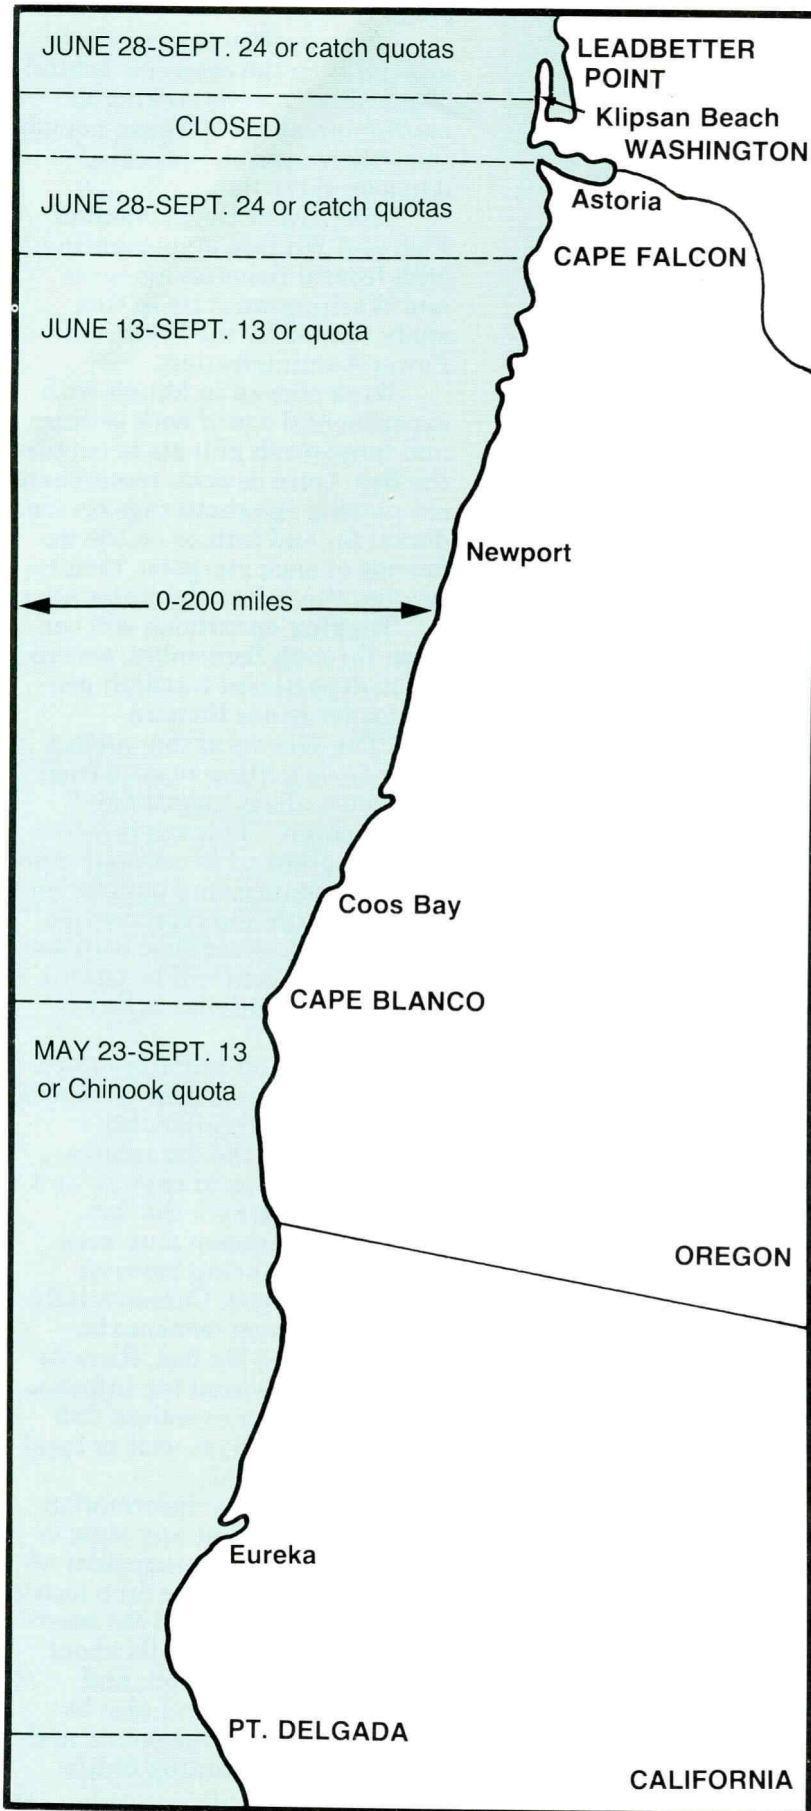 JUNE 28-SEPT. 24 or catch quotas
LEADBETTER
POINT
Klipsan Beach
CLOSED
WASHINGTON
Astoria
JUNE 28-SEPT. 24 or catch quotas
CAPE FALCON
JUNE 13-SEPT. 13 or quota
Newport
0-200 miles
Coos Bay
CAPE BLANCO
MAY 23-SEPT. 13
or Chinook quota
OREGON
Eureka
PT. DELGADA
CALIFORNIA